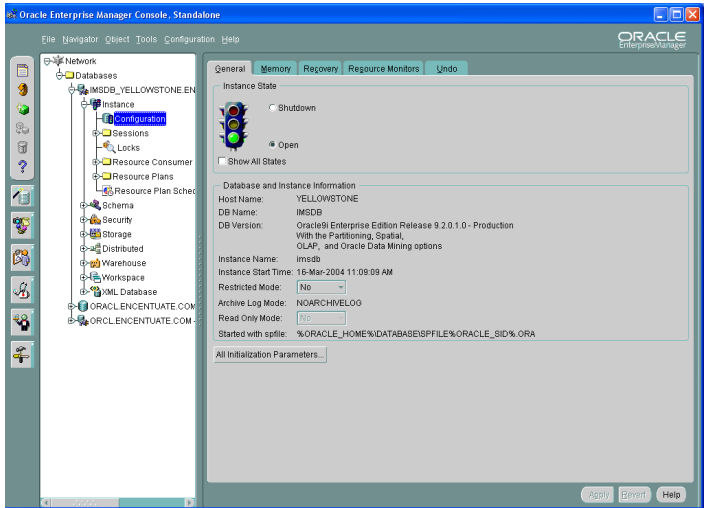 Oracle Enterprise Manager Console, Standalone
File Navigator Object Tools Configuration Help
ORACLE
EnterpriseManager
Network
Databases
IMSDB_YELLOWSTONE.EN
Instance
Configuration
Sessions
Locks
Resource Consumer
Resource Plans
Resource Plan Sched
Schema
Security
Storage
Distributed
Warehouse
Workspace
XML Database
ORACL.ENCENTUATE.COM
ORCL.ENCENTUATE.COM -
General Memory Recovery Resource Monitors Undo
Instance State
Shutdown
Open
Show All States
Database and Instance Information
Host Name: YELLOWSTONE
DB Name: IMSDB
DB Version: Oracle9i Enterprise Edition Release 9.2.0.1.0 - Production
With the Partitioning, Spatial,
OLAP, and Oracle Data Mining options
Instance Name: imsdb
Instance Start Time: 16-Mar-2004 11:09:09 AM
Restricted Mode: No
Archive Log Mode: NOARCHIVELOG
Read Only Mode: No
Started with spfile: %ORACLE_HOME%\DATABASE\SPFILE%ORACLE_SID%.ORA
All Initialization Parameters...
Apply Revert Help